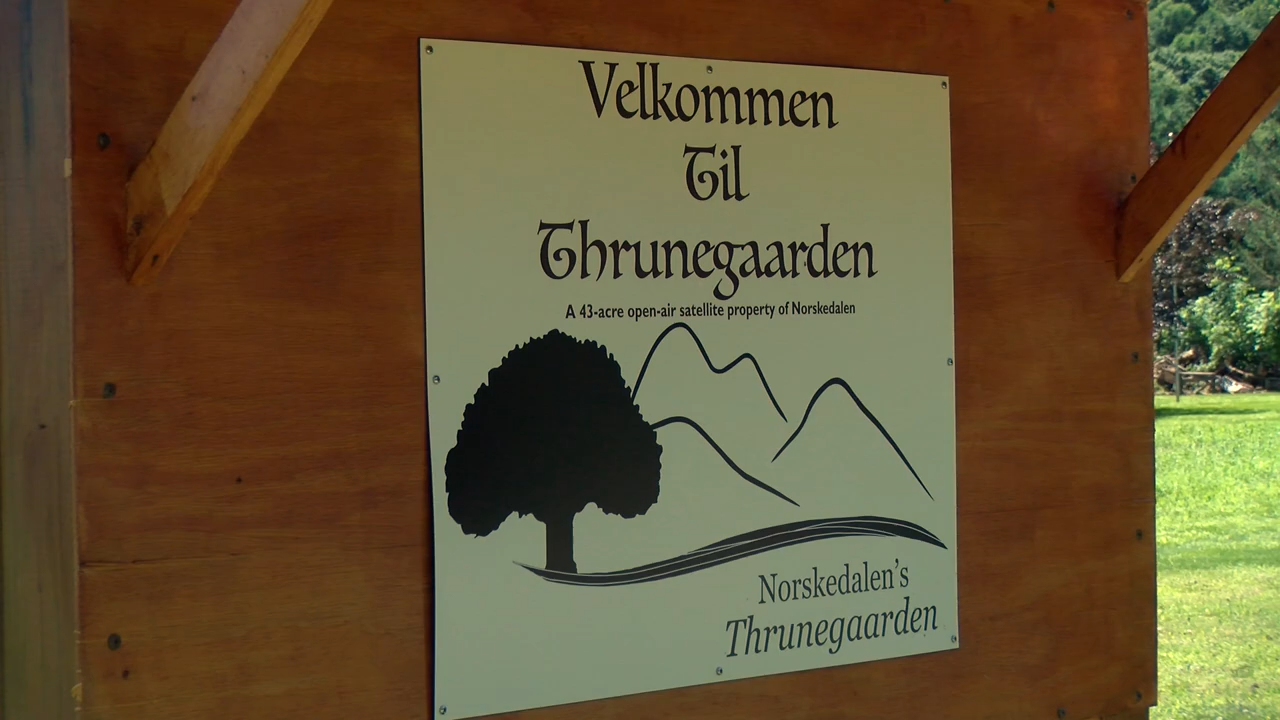 Velkommen
Til
Thrunegaarden
A 43-acre open-air satellite property of Norskedalen
Norskedalen's
Thrunegaarden